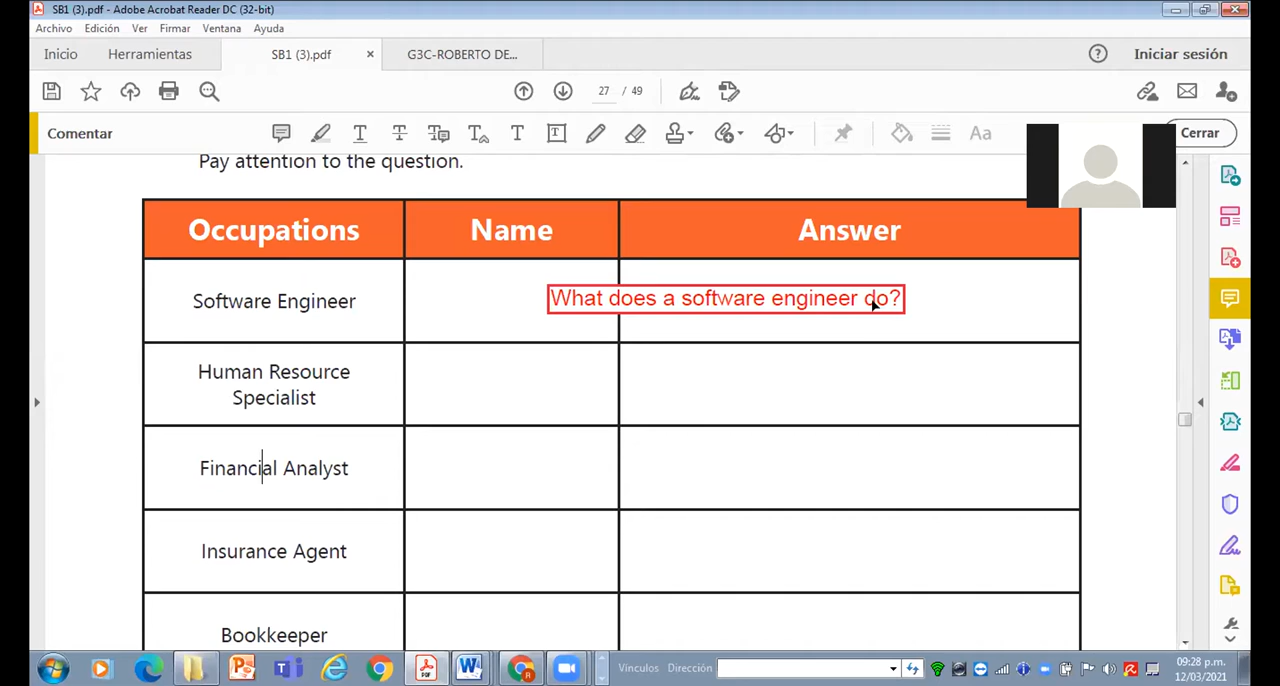 SB1 (3).pdf - Adobe Acrobat Reader DC (32-bit)
Archivo Edición Ver Firmar Ventana Ayuda
Inicio Herramientas SB1 (3).pdf × G3C-ROBERTO DE... ? Iniciar sesión
27 / 49
Comentar Aa Cerrar
Pay attention to the question.
Occupations Name Answer
Software Engineer What does a software engineer do?
Human Resource
Specialist
Financial Analyst
Insurance Agent
Bookkeeper
Vínculos Dirección
09:28 p.m.
12/03/2021